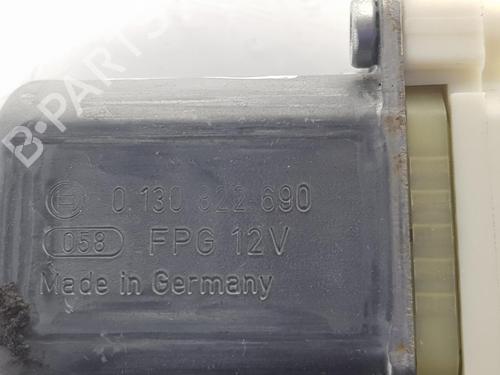 0 130 822 690
058 FPG 12V
Made in Germany
B-PARTS